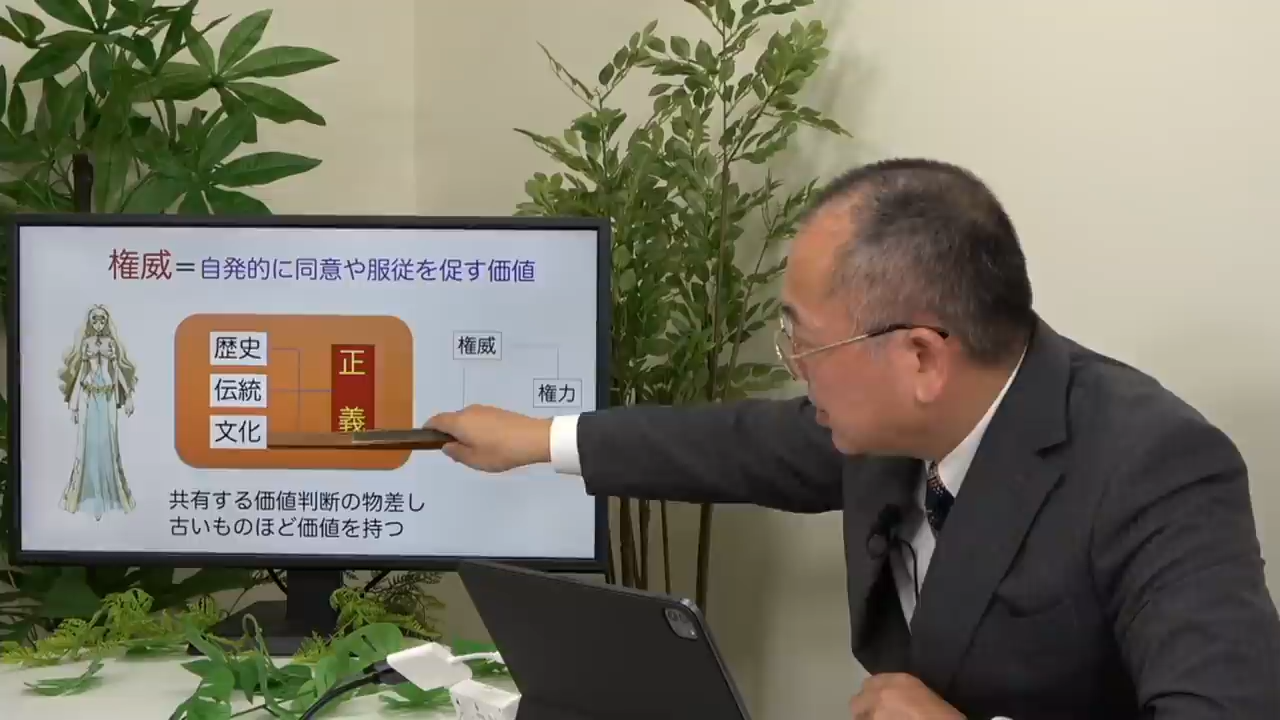 権威＝自発的に同意や服従を促す価値
歴史
伝統
文化
正義
権威
権力
共有する価値判断の物差し
古いものほど価値を持つ